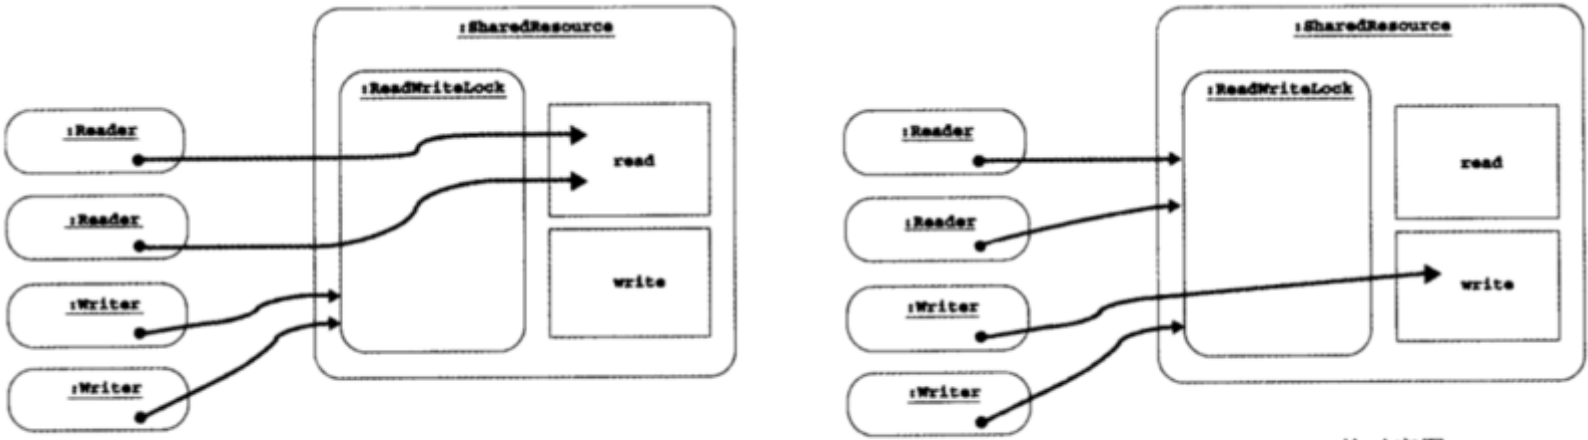 :SharedResource
:ReadWriteLock
:Reader
read
:Reader
write
:Writer
:Writer
:SharedResource
:ReadWriteLock
:Reader
read
:Reader
:Writer
write
:Writer